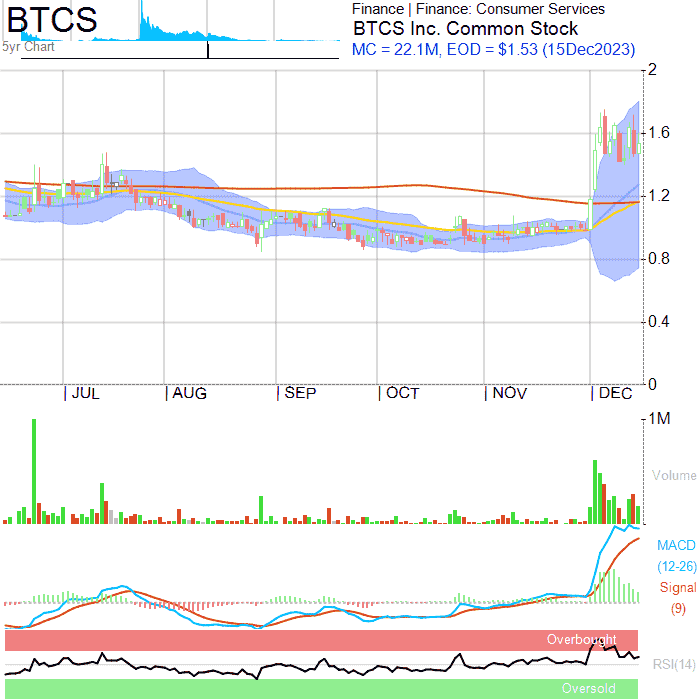 BTCS
5yr Chart
Finance | Finance: Consumer Services
BTCS Inc. Common Stock
MC = 22.1M, EOD = $1.53 (15Dec2023)
2
1.6
1.2
0.8
0.4
0
JUL AUG SEP OCT NOV DEC
1M
Volume
MACD
(12-26)
Signal
(9)
Overbought
RSI(14)
Oversold